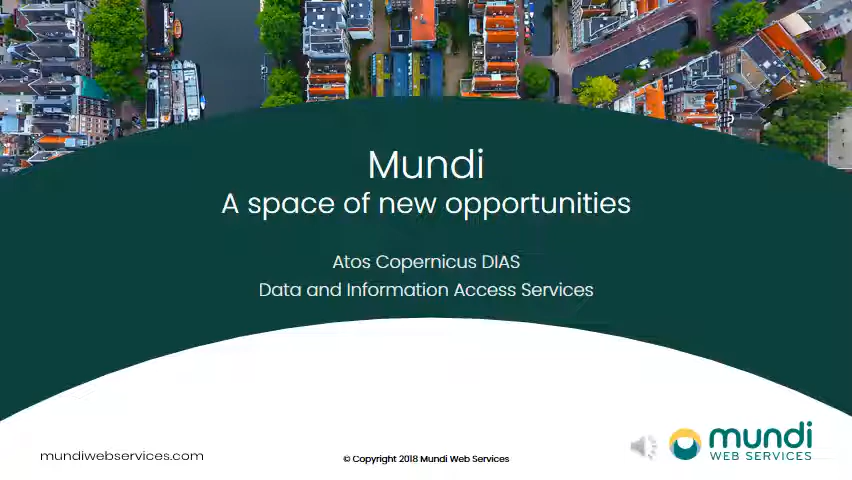 Mundi
A space of new opportunities
Atos Copernicus DIAS
Data and Information Access Services
mundiwebservices.com
© Copyright 2018 Mundi Web Services
mundi
WEB SERVICES